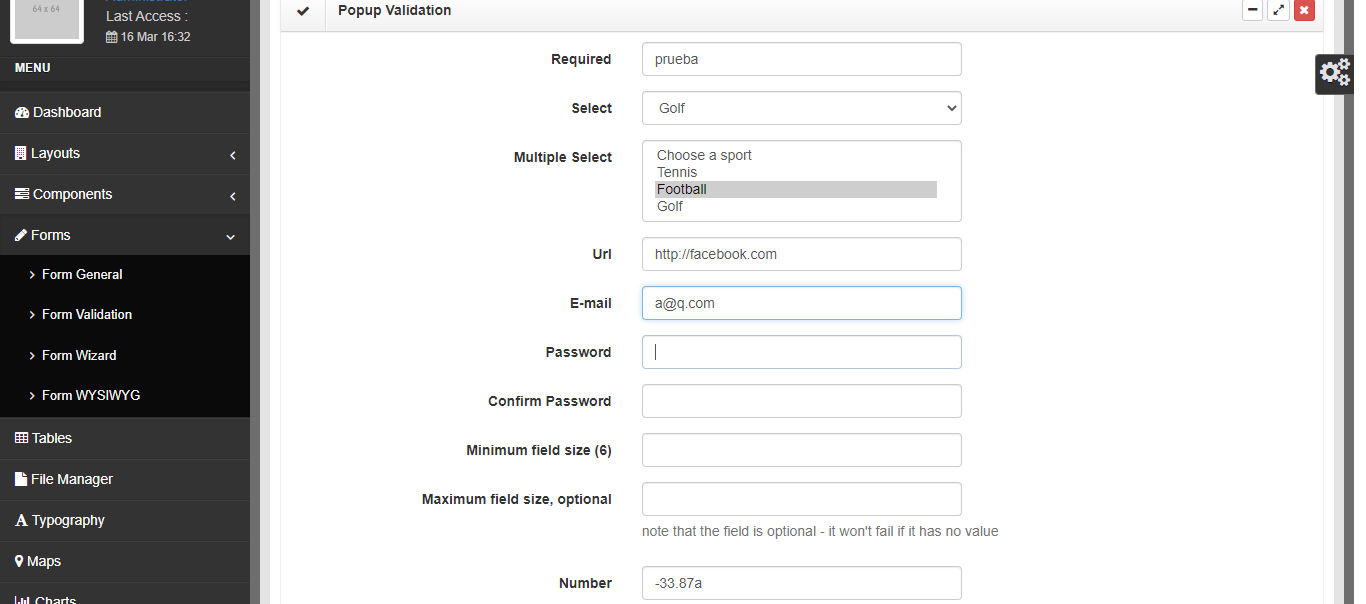 64 x 64
Last Access :
16 Mar 16:32
MENU
Dashboard
Layouts
Components
Forms
Form General
Form Validation
Form Wizard
Form WYSIWYG
Tables
File Manager
Typography
Maps
Charts
Popup Validation
Required
prueba
Select
Golf
Multiple Select
Choose a sport
Tennis
Football
Golf
Url
http://facebook.com
E-mail
a@q.com
Password
Confirm Password
Minimum field size (6)
Maximum field size, optional
note that the field is optional - it won't fail if it has no value
Number
-33.87a